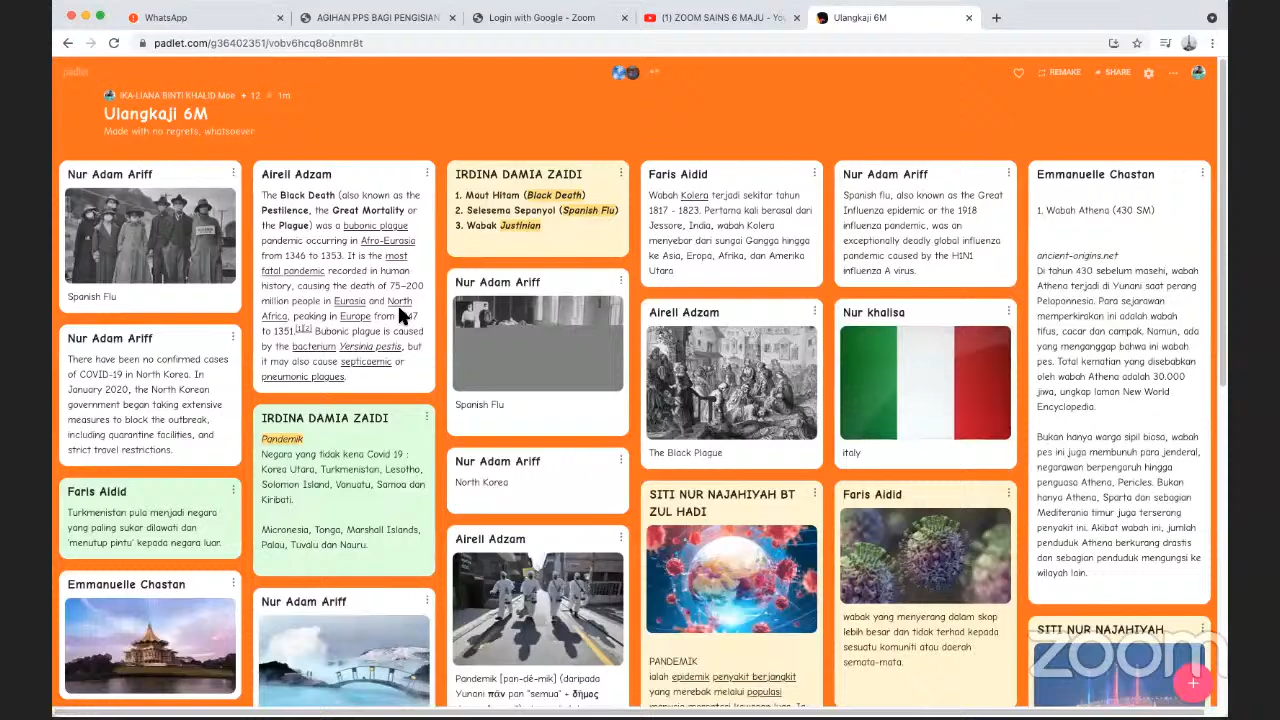 WhatsApp
AGIHAN PPS BAGI PENGISIAN
Login with Google - Zoom
(1) ZOOM SAINS 6 MAJU - Yo
Ulangkaji 6M
padlet.com/g36402351/vobv6hcq8o8nmr8t
padlet
REMAKE
SHARE
IKA-LIANA BINTI KHALID Moe + 12 1m
Ulangkaji 6M
Made with no regrets, whatsoever
Nur Adam Ariff
Spanish Flu
Nur Adam Ariff
There have been no confirmed cases
of COVID-19 in North Korea. In
January 2020, the North Korean
government began taking extensive
measures to block the outbreak,
including quarantine facilities, and
strict travel restrictions.
Faris Aidid
Turkmenistan pula menjadi negara
yang paling sukar dilawati dan
'menutup pintu' kepada negara luar.
Emmanuelle Chastan
Airell Adzam
The Black Death (also known as the
Pestilence, the Great Mortality or
the Plague) was a bubonic plague
pandemic occurring in Afro-Eurasia
from 1346 to 1353. It is the most
fatal pandemic recorded in human
history, causing the death of 75–200
million people in Eurasia and North
Africa, peaking in Europe from 47
to 1351.[1][2] Bubonic plague is caused
by the bacterium Yersinia pestis, but
it may also cause septicaemic or
pneumonic plagues.
IRDINA DAMIA ZAIDI
Pandemik
Negara yang tidak kena Covid 19 :
Korea Utara, Turkmenistan, Lesotho,
Solomon Island, Vanuatu, Samoa dan
Kiribati.
Micronesia, Tonga, Marshall Islands,
Palau, Tuvalu dan Nauru.
Nur Adam Ariff
IRDINA DAMIA ZAIDI
1. Maut Hitam (Black Death)
2. Selesema Sepanyol (Spanish Flu)
3. Wabak Justinian
Nur Adam Ariff
Spanish Flu
Nur Adam Ariff
North Korea
Airell Adzam
Pandemik [pan-dé-mik] (daripada
Yunani πάν pan "semua" + δήμος
Faris Aidid
Wabah Kolera terjadi sekitar tahun
1817 - 1823. Pertama kali berasal dari
Jessore, India, wabah Kolera
menyebar dari sungai Gangga hingga
ke Asia, Eropa, Afrika, dan Amerika
Utara
Airell Adzam
The Black Plague
SITI NUR NAJAHIYAH BT
ZUL HADI
PANDEMIK
ialah epidemik penyakit berjangkit
yang merebak melalui populasi
Nur Adam Ariff
Spanish flu, also known as the Great
Influenza epidemic or the 1918
influenza pandemic, was an
exceptionally deadly global influenza
pandemic caused by the H1N1
influenza A virus.
Nur khalisa
italy
Faris Aidid
wabak yang menyerang dalam skop
lebih besar dan tidak terhad kepada
sesuatu komuniti atau daerah
semata-mata.
Emmanuelle Chastan
1. Wabah Athena (430 SM)
ancient-origins.net
Di tahun 430 sebelum masehi, wabah
Athena terjadi di Yunani saat perang
Peloponnesia. Para sejarawan
memperkirakan bahwa ini wabah
tifus, cacar dan campak. Namun, ada
yang menganggap bahwa ini wabah
pes. Total kematian yang disebabkan
oleh wabah Athena adalah 30.000
jiwa, ungkap laman New World
Encyclopedia.
Bukan hanya warga sipil biasa, wabah
pes ini juga membunuh para jenderal,
negarawan berpengaruh hingga
penguasa Athena, Pericles. Bukan
hanya Athena, Sparta dan sebagian
Mediterania timur juga terserang
penyakit ini. Akibat wabah ini, jumlah
penduduk Athena berkurang drastis
dan sebagian penduduk mengungsi ke
wilayah lain.
SITI NUR NAJAHIYAH
zoom